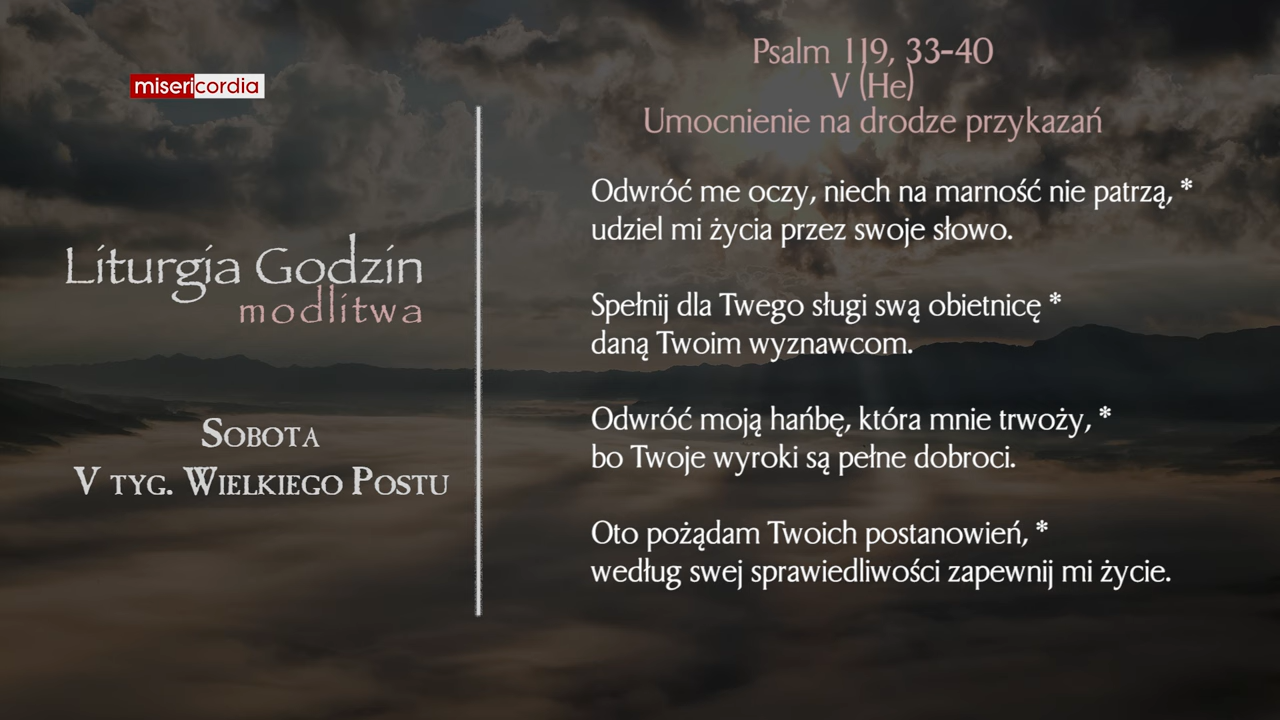 misericordia
Liturgia Godzin
modlitwa
Sobota
V tyg. Wielkiego Postu
Psalm 119, 33-40
V (He)
Umocnienie na drodze przykazań
Odwróć me oczy, niech na marność nie patrzą, *
udziel mi życia przez swoje słowo.
Spełnij dla Twego sługi swą obietnicę *
daną Twoim wyznawcom.
Odwróć moją hańbę, która mnie trwoży, *
bo Twoje wyroki są pełne dobroci.
Oto pożądam Twoich postanowień, *
według swej sprawiedliwości zapewnij mi życie.